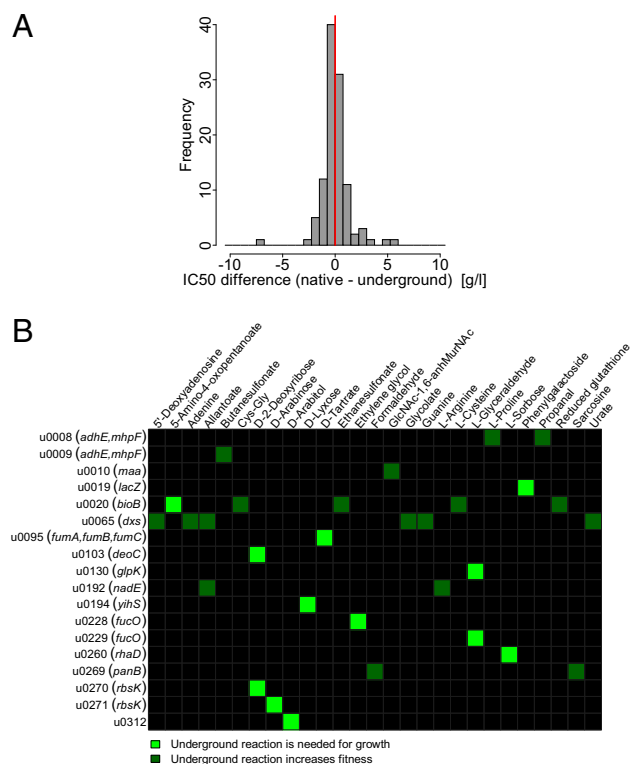 A
Frequency
40
30
20
10
0
-10 -5 0 5 10
IC50 difference (native - underground) [g/l]
B
5'-Deoxyadenosine
5-Amino-4-oxopentanoate
Adenine
Allantoate
Butanesulfonate
Cys-Gly
D-2-Deoxyribose
D-Arabinose
D-Arabitol
D-Lyxose
D-Tartrate
Ethanesulfonate
Ethylene glycol
Formaldehyde
GlcNAc-1,6-anhMurNAc
Glycolate
Guanine
L-Arginine
L-Cysteine
L-Glyceraldehyde
L-Proline
L-Sorbose
Phenylgalactoside
Propanal
Reduced glutathione
Sarcosine
Urate
u0008 (adhE,mhpF)
u0009 (adhE,mhpF)
u0010 (maa)
u0019 (lacZ)
u0020 (bioB)
u0065 (dxs)
u0095 (fumA,fumB,fumC)
u0103 (deoC)
u0130 (glpK)
u0192 (nadE)
u0194 (yihS)
u0228 (fucO)
u0229 (fucO)
u0260 (rhaD)
u0269 (panB)
u0270 (rbsK)
u0271 (rbsK)
u0312
Underground reaction is needed for growth
Underground reaction increases fitness